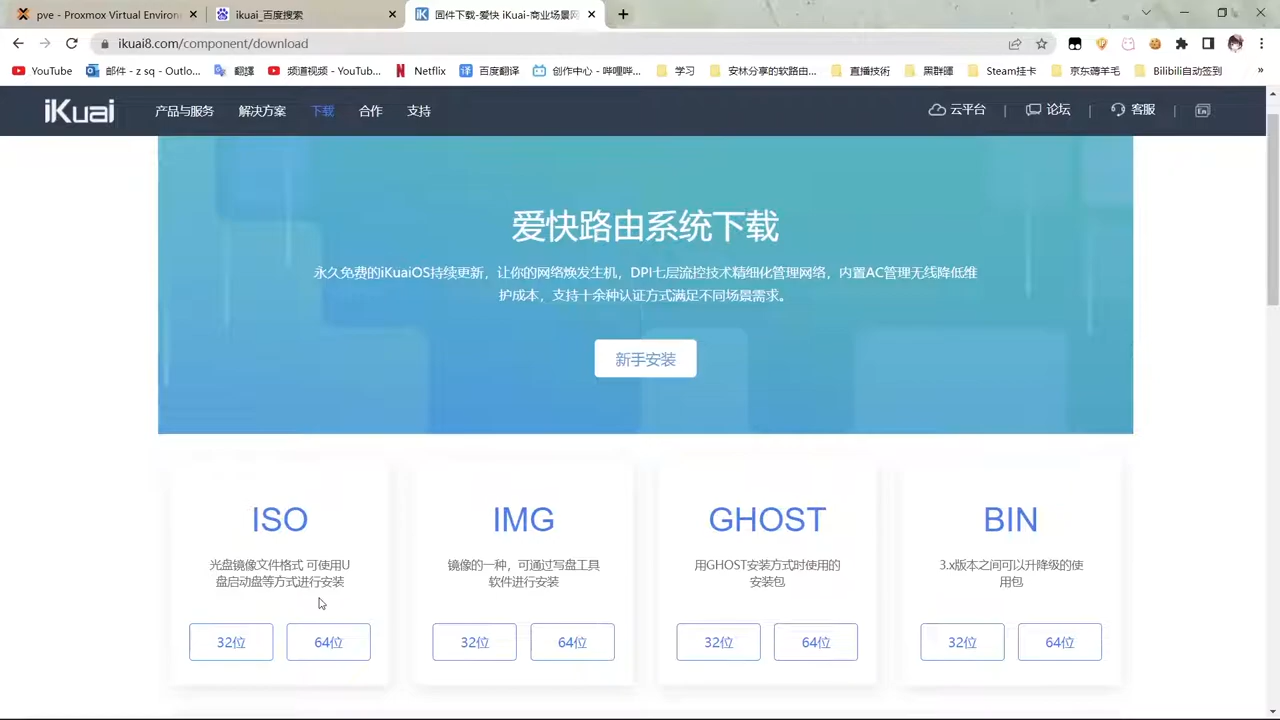 pve - Proxmox Virtual Environ
ikuai_百度搜索
固件下载-爱快 iKuai-商业场景网
ikuai8.com/component/download
YouTube
邮件 - z sq - Outlo...
翻譯
频道视频 - YouTub...
Netflix
百度翻译
创作中心 - 哔哩哔...
学习
安林分享的软路由...
直播技術
黑群暉
Steam挂卡
京东薅羊毛
Bilibili自动签到
»
iKuai
产品与服务
解决方案
下载
合作
支持
云平台
|
论坛
|
客服
|
En
爱快路由系统下载
永久免费的iKuaiOS持续更新，让你的网络焕发生机，DPI七层流控技术精细化管理网络，内置AC管理无线降低维
护成本，支持十余种认证方式满足不同场景需求。
新手安装
ISO
光盘镜像文件格式 可使用U
盘启动盘等方式进行安装
32位
64位
IMG
镜像的一种，可通过写盘工具
软件进行安装
32位
64位
GHOST
用GHOST安装方式时使用的
安装包
32位
64位
BIN
3.x版本之间可以升降级的使
用包
32位
64位